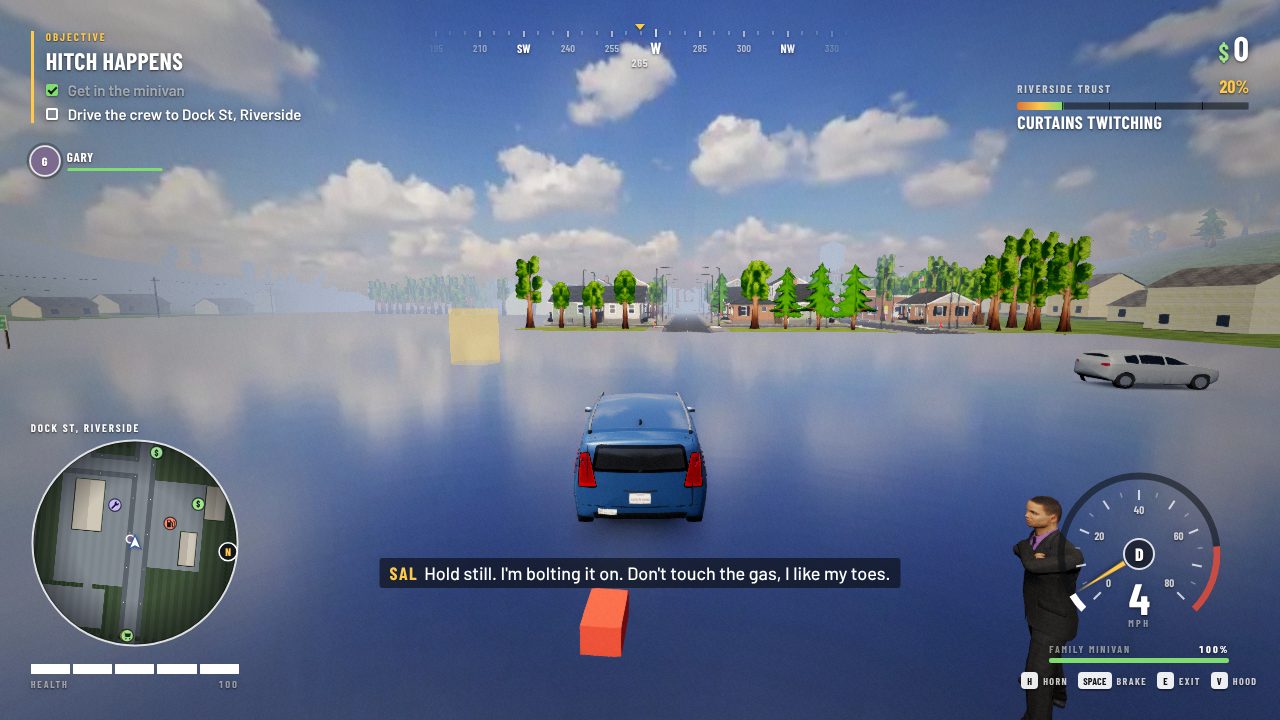 OBJECTIVE
HITCH HAPPENS
Get in the minivan
Drive the crew to Dock St, Riverside
G
GARY
195 210 SW 240 255 W 285 300 NW 330
265
$0
RIVERSIDE TRUST 20%
CURTAINS TWITCHING
DOCK ST, RIVERSIDE
$
$
N
HEALTH 100
SAL Hold still. I'm bolting it on. Don't touch the gas, I like my toes.
0 20 40 60 80
D
4
MPH
FAMILY MINIVAN 100%
H HORN SPACE BRAKE E EXIT V HOOD